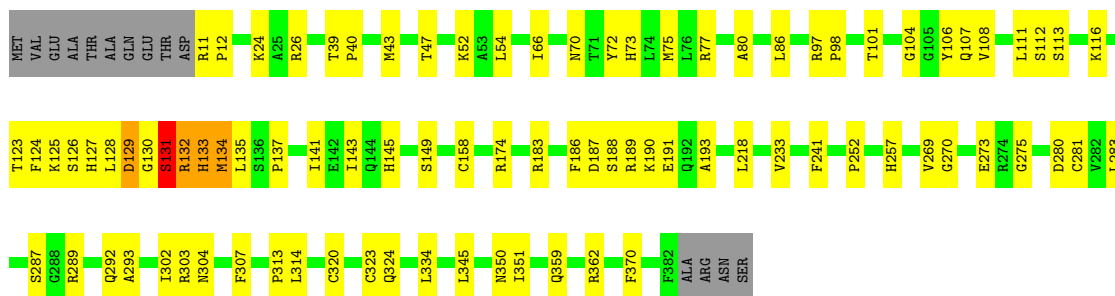 MET VAL GLU ALA THR ALA ALA GLN GLU THR ASP R11 P12 K24 A25 R26 T39 P40 M43 T47 K52 A53 L54 I66 N70 T71 Y72 H73 L74 M75 L76 R77 A80 L86 R97 P98 T101 G104 G105 Y106 Q107 V108 L111 S112 S113 K116
T123 F124 K125 S126 H127 L128 D129 G130 S131 R132 H133 M134 L135 S136 P137 I141 E142 I143 Q144 H145 S149 C158 R174 R183 F186 D187 S188 R189 K190 E191 Q192 A193 L218 V233 F241 P252 H257 V269 G270 E273 R274 G275 D280 C281 V282 L283
S287 G288 R289 Q292 A293 I302 R303 N304 F307 P313 L314 C320 C323 Q324 L334 L345 N350 I351 Q359 R362 F370 F382 ALA ARG ASN SER